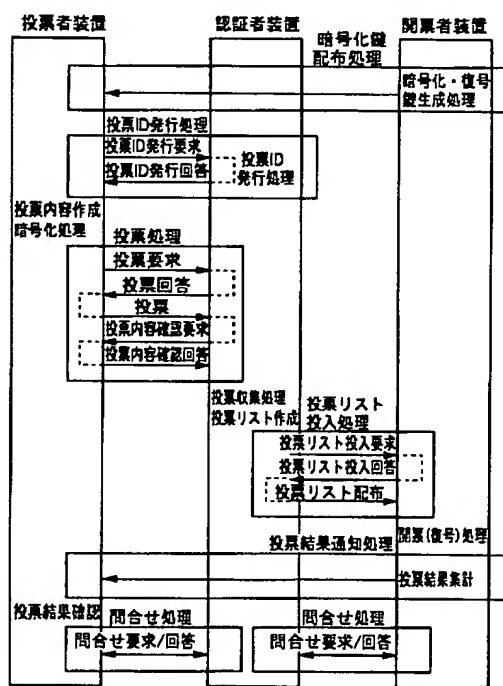 投票者装置
認証者装置
開票者装置
暗号化鍵
配布処理
暗号化・復号
鍵生成処理
投票ID発行処理
投票ID発行要求
投票ID発行回答
投票ID
発行処理
投票内容作成
暗号化処理
投票処理
投票要求
投票回答
投票
投票内容確認要求
投票内容確認回答
投票収集処理
投票リスト作成
投票リスト
投入処理
投票リスト投入要求
投票リスト投入回答
投票リスト配布
開票(復号)処理
投票結果通知処理
投票結果集計
投票結果確認
問合せ処理
問合せ要求/回答
問合せ処理
問合せ要求/回答